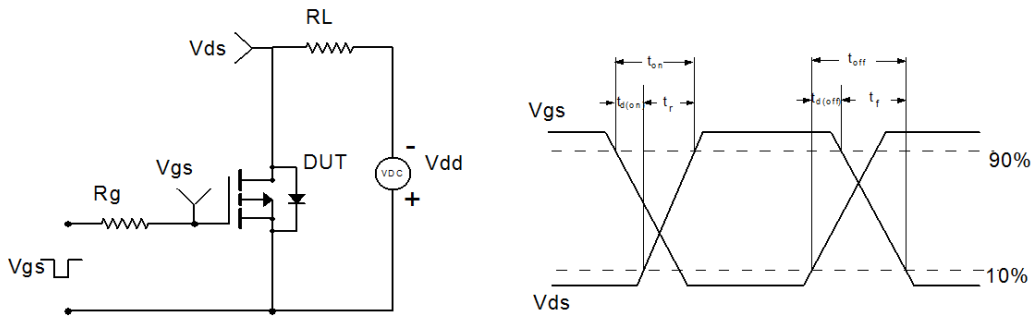 RL
Vds
DUT
-
Vdd
VDC
+
Vgs
Rg
Vgs
ton
toff
td(on)
tr
td(off)
tf
Vgs
90%
10%
Vds